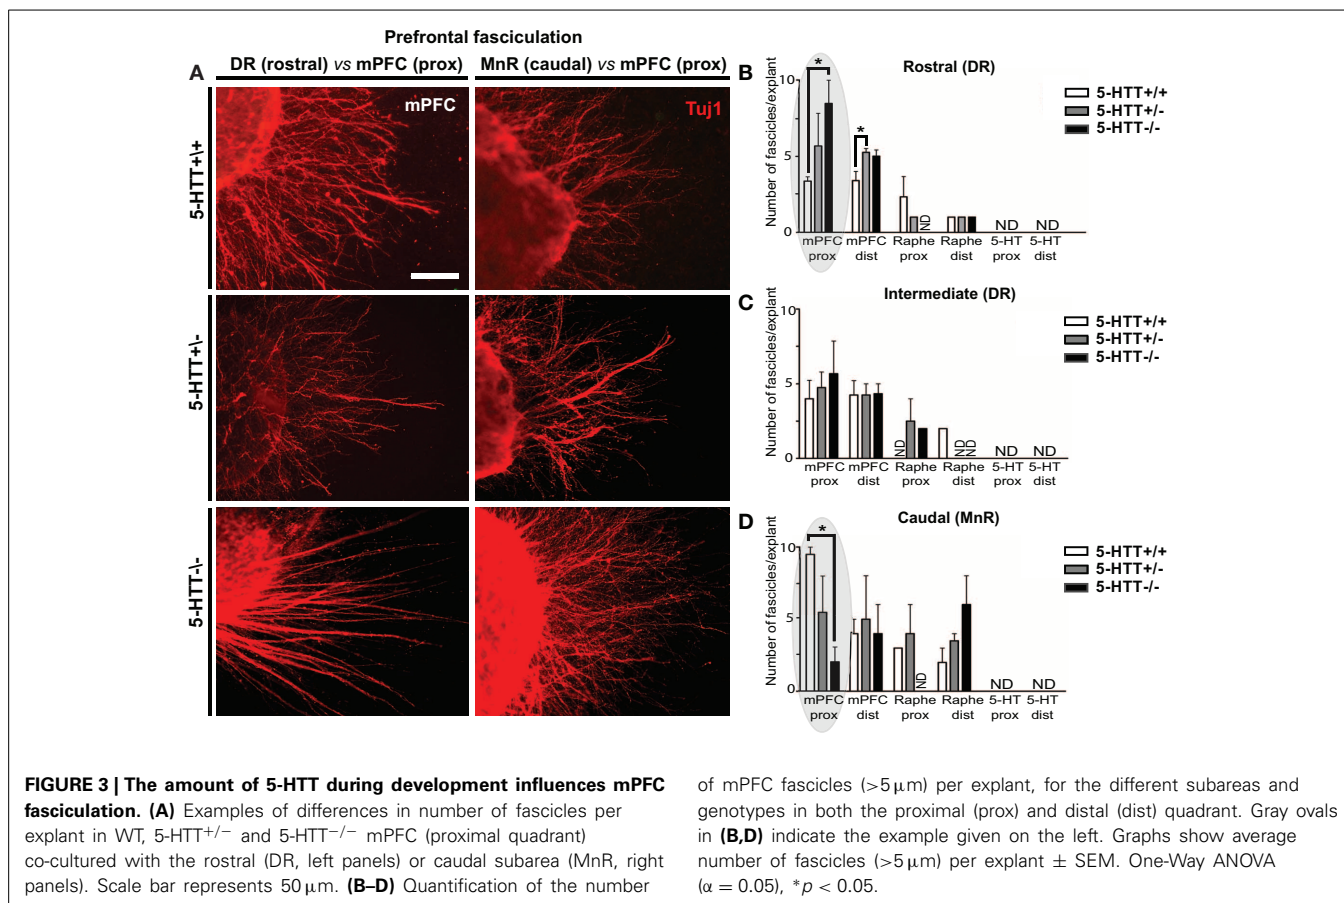 Prefrontal fasciculation
A
DR (rostral) vs mPFC (prox)
MnR (caudal) vs mPFC (prox)
mPFC
Tuj1
5-HTT+\+
5-HTT+\-
5-HTT-\-
B
Rostral (DR)
Number of fascicles/explant
10
5
0
*
*
ND
ND
ND
mPFC prox
mPFC dist
Raphe prox
Raphe dist
5-HT prox
5-HT dist
5-HTT+/+
5-HTT+/-
5-HTT-/-
C
Intermediate (DR)
Number of fascicles/explant
10
5
0
ND
ND
ND
ND
ND
mPFC prox
mPFC dist
Raphe prox
Raphe dist
5-HT prox
5-HT dist
5-HTT+/+
5-HTT+/-
5-HTT-/-
D
Caudal (MnR)
Number of fascicles/explant
10
5
0
*
ND
ND
ND
mPFC prox
mPFC dist
Raphe prox
Raphe dist
5-HT prox
5-HT dist
5-HTT+/+
5-HTT+/-
5-HTT-/-
FIGURE 3 | The amount of 5-HTT during development influences mPFC
fasciculation. (A) Examples of differences in number of fascicles per
explant in WT, 5-HTT+/− and 5-HTT−/− mPFC (proximal quadrant)
co-cultured with the rostral (DR, left panels) or caudal subarea (MnR, right
panels). Scale bar represents 50 μm. (B–D) Quantification of the number
of mPFC fascicles (>5 μm) per explant, for the different subareas and
genotypes in both the proximal (prox) and distal (dist) quadrant. Gray ovals
in (B,D) indicate the example given on the left. Graphs show average
number of fascicles (>5 μm) per explant ± SEM. One-Way ANOVA
(α = 0.05), *p < 0.05.